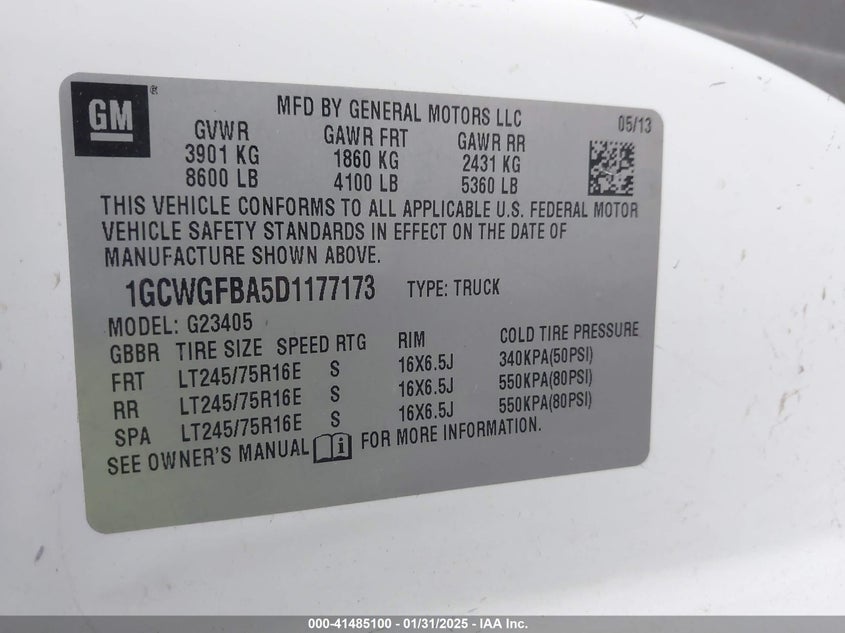 GM®
MFD BY GENERAL MOTORS LLC
05/13
GVWR GAWR FRT GAWR RR
3901 KG 1860 KG 2431 KG
8600 LB 4100 LB 5360 LB
THIS VEHICLE CONFORMS TO ALL APPLICABLE U.S. FEDERAL MOTOR
VEHICLE SAFETY STANDARDS IN EFFECT ON THE DATE OF
MANUFACTURE SHOWN ABOVE.
1GCWGFBA5D1177173 TYPE: TRUCK
MODEL: G23405
GBBR TIRE SIZE SPEED RTG RIM COLD TIRE PRESSURE
FRT LT245/75R16E S 16X6.5J 340KPA(50PSI)
RR LT245/75R16E S 16X6.5J 550KPA(80PSI)
SPA LT245/75R16E S 16X6.5J 550KPA(80PSI)
SEE OWNER'S MANUAL i FOR MORE INFORMATION.
000-41485100 - 01/31/2025 - IAA Inc.